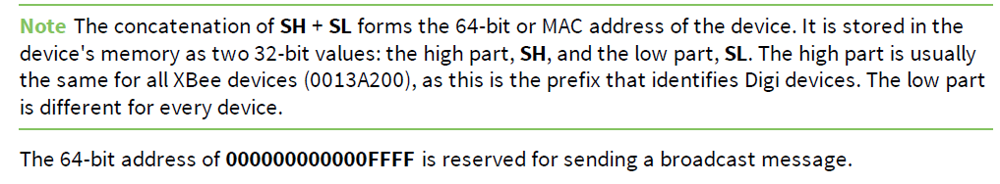 Note The concatenation of SH + SL forms the 64-bit or MAC address of the device. It is stored in the
device's memory as two 32-bit values: the high part, SH, and the low part, SL. The high part is usually
the same for all XBee devices (0013A200), as this is the prefix that identifies Digi devices. The low part
is different for every device.
The 64-bit address of 000000000000FFFF is reserved for sending a broadcast message.